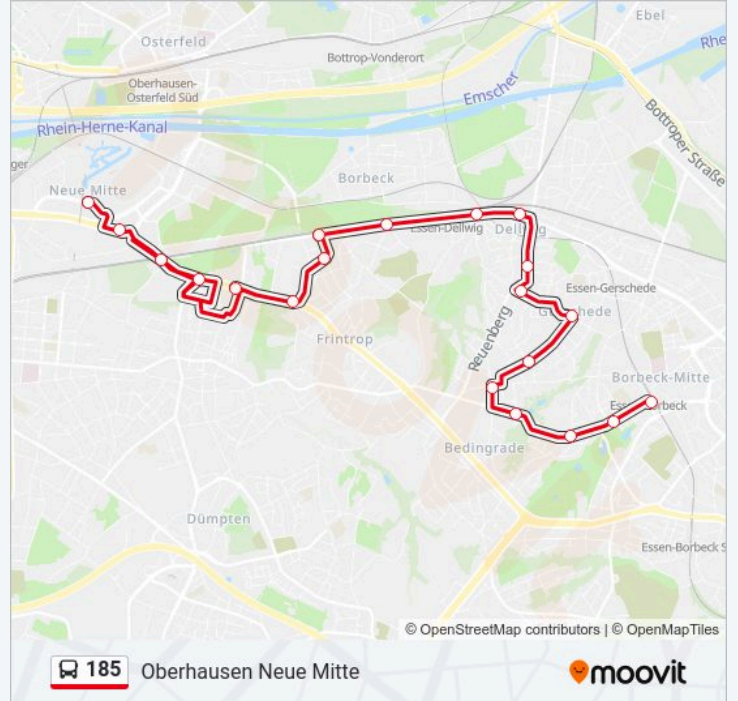 Ebel
Osterfeld
Rhe
Bottrop-Vonderort
Oberhausen-
Osterfeld Süd
Emscher
Rhein-Herne-Kanal
Bottroper Straße
ger
Borbeck
Neue Mitte
Essen-Dellwig
Essen-Gerschede
Frintrop
Reuenberg
Borbeck-Mitte
Bedingrade
Dümpten
Essen-Borbeck S
© OpenStreetMap contributors | © OpenMapTiles
185 Oberhausen Neue Mitte
moovit